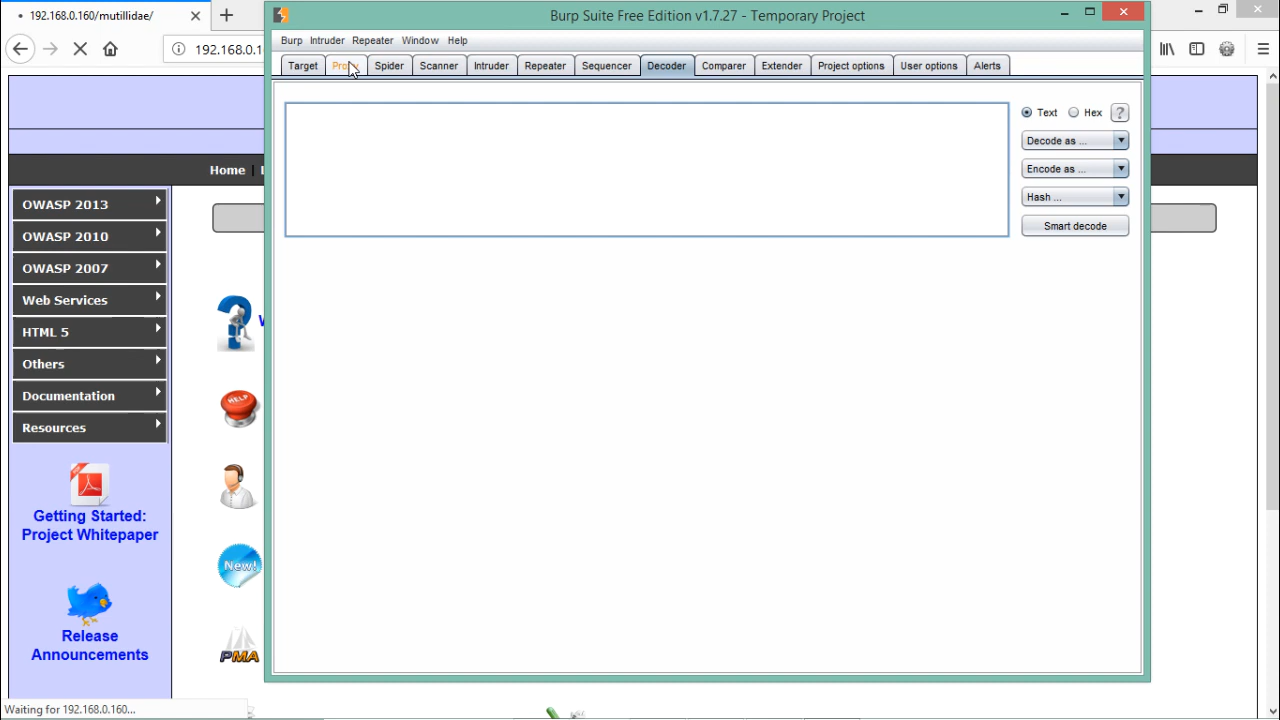 192.168.0.160/mutillidae/
Burp Suite Free Edition v1.7.27 - Temporary Project
192.168.0.1
Burp Intruder Repeater Window Help
Target Proxy Spider Scanner Intruder Repeater Sequencer Decoder Comparer Extender Project options User options Alerts
Text Hex ?
Decode as ...
Encode as ...
Hash ...
Smart decode
Home
OWASP 2013
OWASP 2010
OWASP 2007
Web Services
HTML 5
Others
Documentation
Resources
Getting Started:
Project Whitepaper
Release
Announcements
HELP
New!
PMA
Waiting for 192.168.0.160...